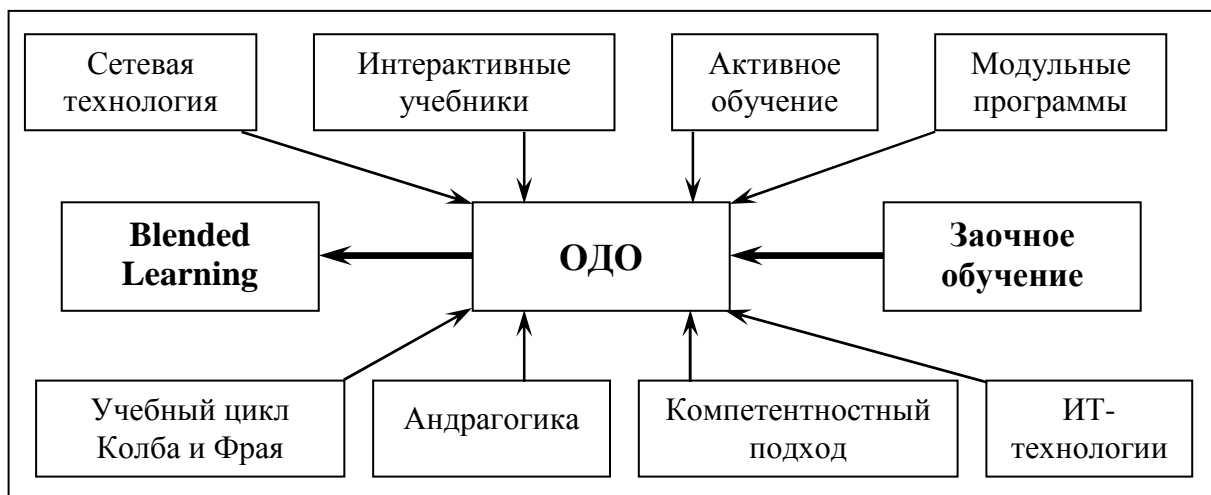 Сетевая
технология
Интерактивные
учебники
Активное
обучение
Модульные
программы
Blended
Learning
ОДО
Заочное
обучение
Учебный цикл
Колба и Фрая
Андрагогика
Компетентностный
подход
ИТ-
технологии